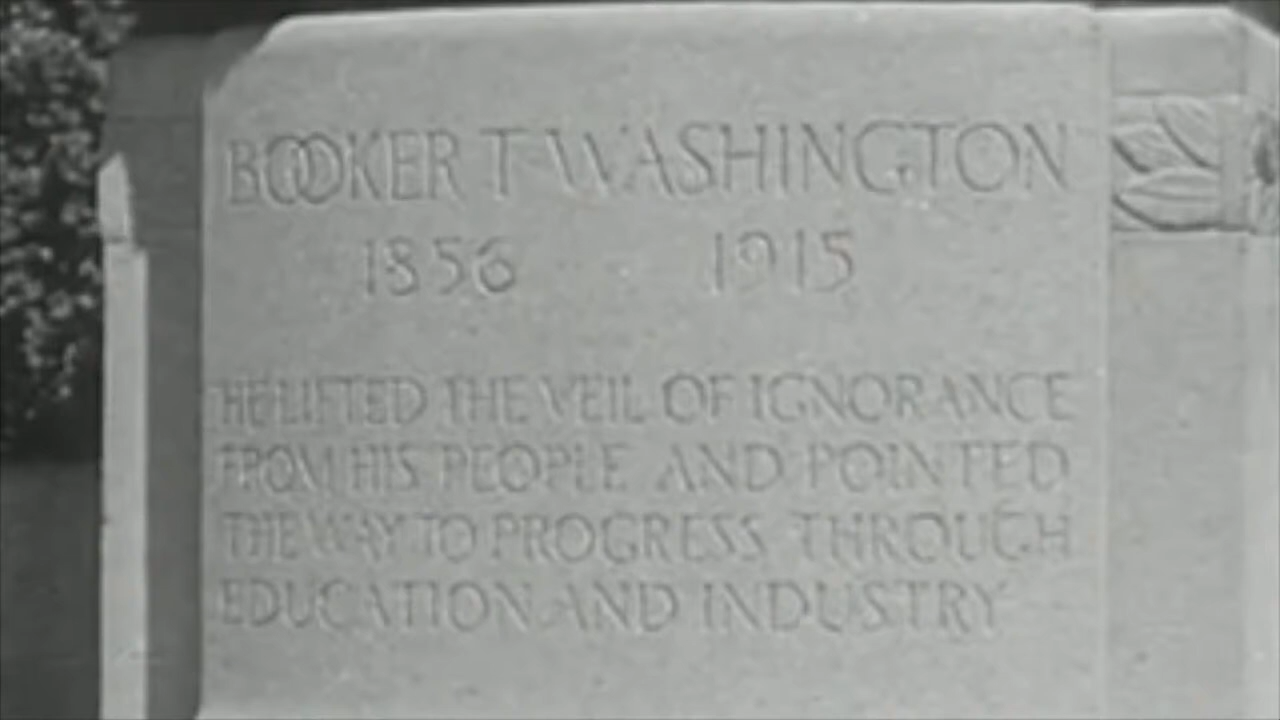 BOOKER T WASHINGTON
1856 1915
HE LIFTED THE VEIL OF IGNORANCE
FROM HIS PEOPLE AND POINTED
THE WAY TO PROGRESS THROUGH
EDUCATION AND INDUSTRY